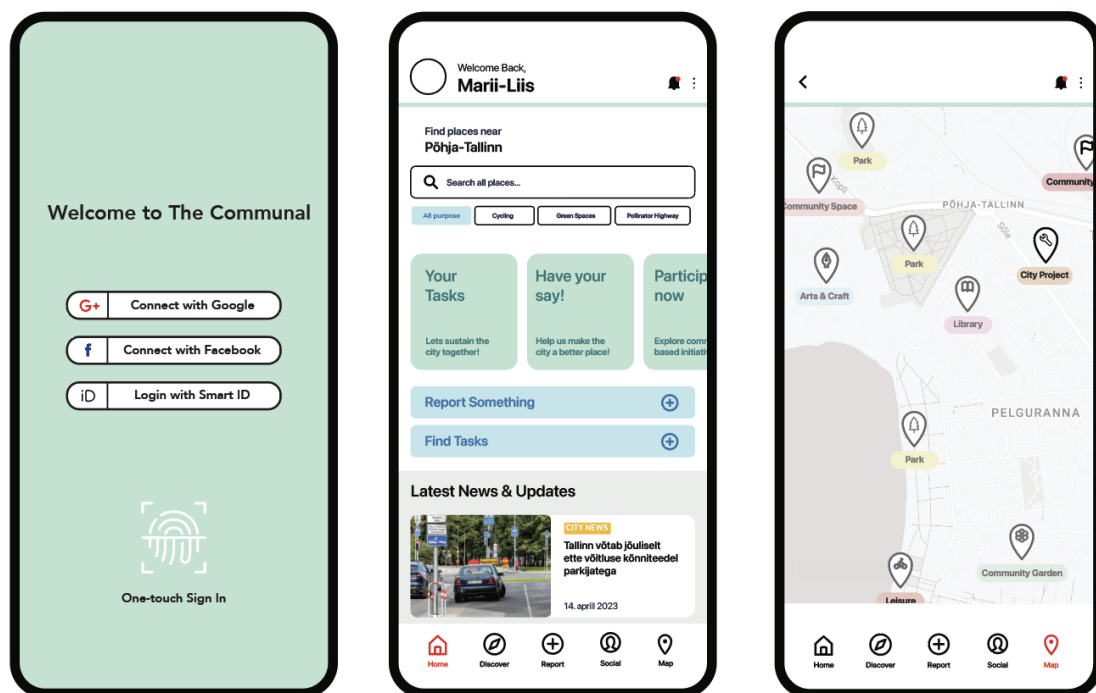 Welcome to The Communal
G+ Connect with Google
f Connect with Facebook
iD Login with Smart ID
One-touch Sign In
Welcome Back,
Marii-Liis
Find places near
Põhja-Tallinn
Search all places...
All purpose Cycling Green Spaces Pollinator Highway
Your
Tasks
Lets sustain the
city together!
Have your
say!
Help us make the
city a better place!
Particip
now
Explore comm
based initiativ
Report Something
Find Tasks
Latest News & Updates
CITY NEWS
Tallinn võtab jõuliselt
ette võitluse kõnniteedel
parkijatega
14. april 2023
Home Discover Report Social Map
Park
Community
Kopli
Community Space
PÕHJA-TALLINN
Sõle
Park
City Project
Arts & Craft
Library
PELGURANNA
Park
Community Garden
Leisure
Home Discover Report Social Map